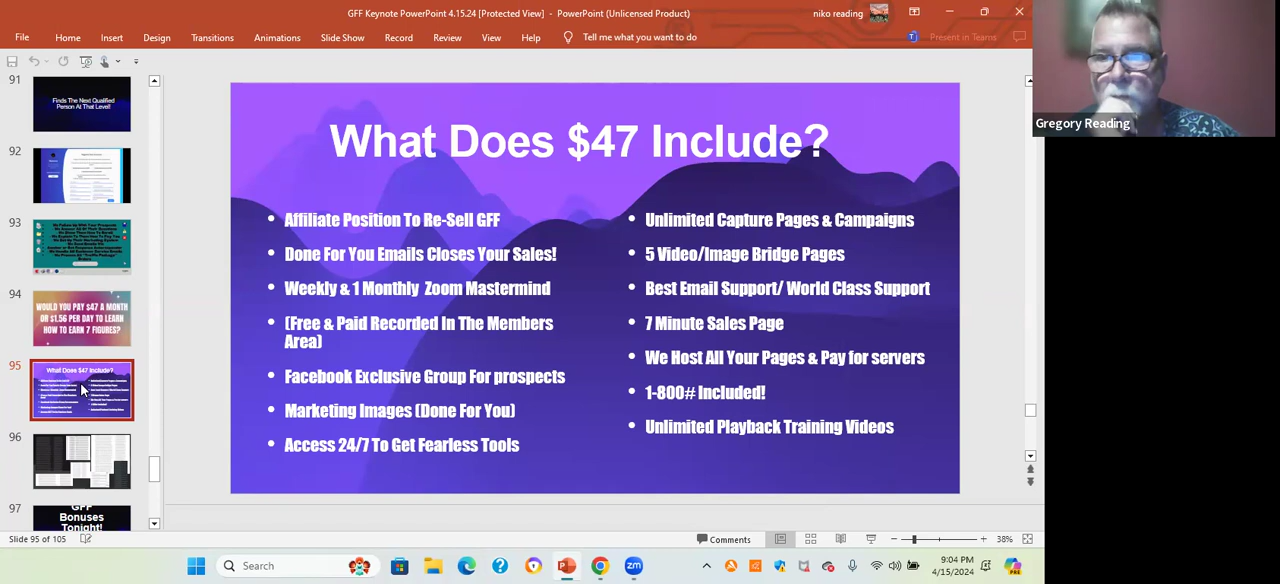 GFF Keynote PowerPoint 4.15.24 [Protected View] - PowerPoint (Unlicensed Product)
niko reading
File Home Insert Design Transitions Animations Slide Show Record Review View Help Tell me what you want to do
Present in Teams
Gregory Reading
91
Finds The Next Qualified
Person At That Level!
92
93
94
WOULD YOU PAY $47 A MONTH
OR $1.56 PER DAY TO LEARN
HOW TO EARN 7 FIGURES?
95
What Does $47 Include?
96
97
GFF
Bonuses
Tonight!
What Does $47 Include?
• Affiliate Position To Re-Sell GFF
• Done For You Emails Closes Your Sales!
• Weekly & 1 Monthly Zoom Mastermind
• (Free & Paid Recorded In The Members
Area)
• Facebook Exclusive Group For prospects
• Marketing Images (Done For You)
• Access 24/7 To Get Fearless Tools
• Unlimited Capture Pages & Campaigns
• 5 Video/Image Bridge Pages
• Best Email Support/ World Class Support
• 7 Minute Sales Page
• We Host All Your Pages & Pay for servers
• 1-800# Included!
• Unlimited Playback Training Videos
Slide 95 of 105
Comments
38%
Search
zm
9:04 PM
4/15/2024
PRE